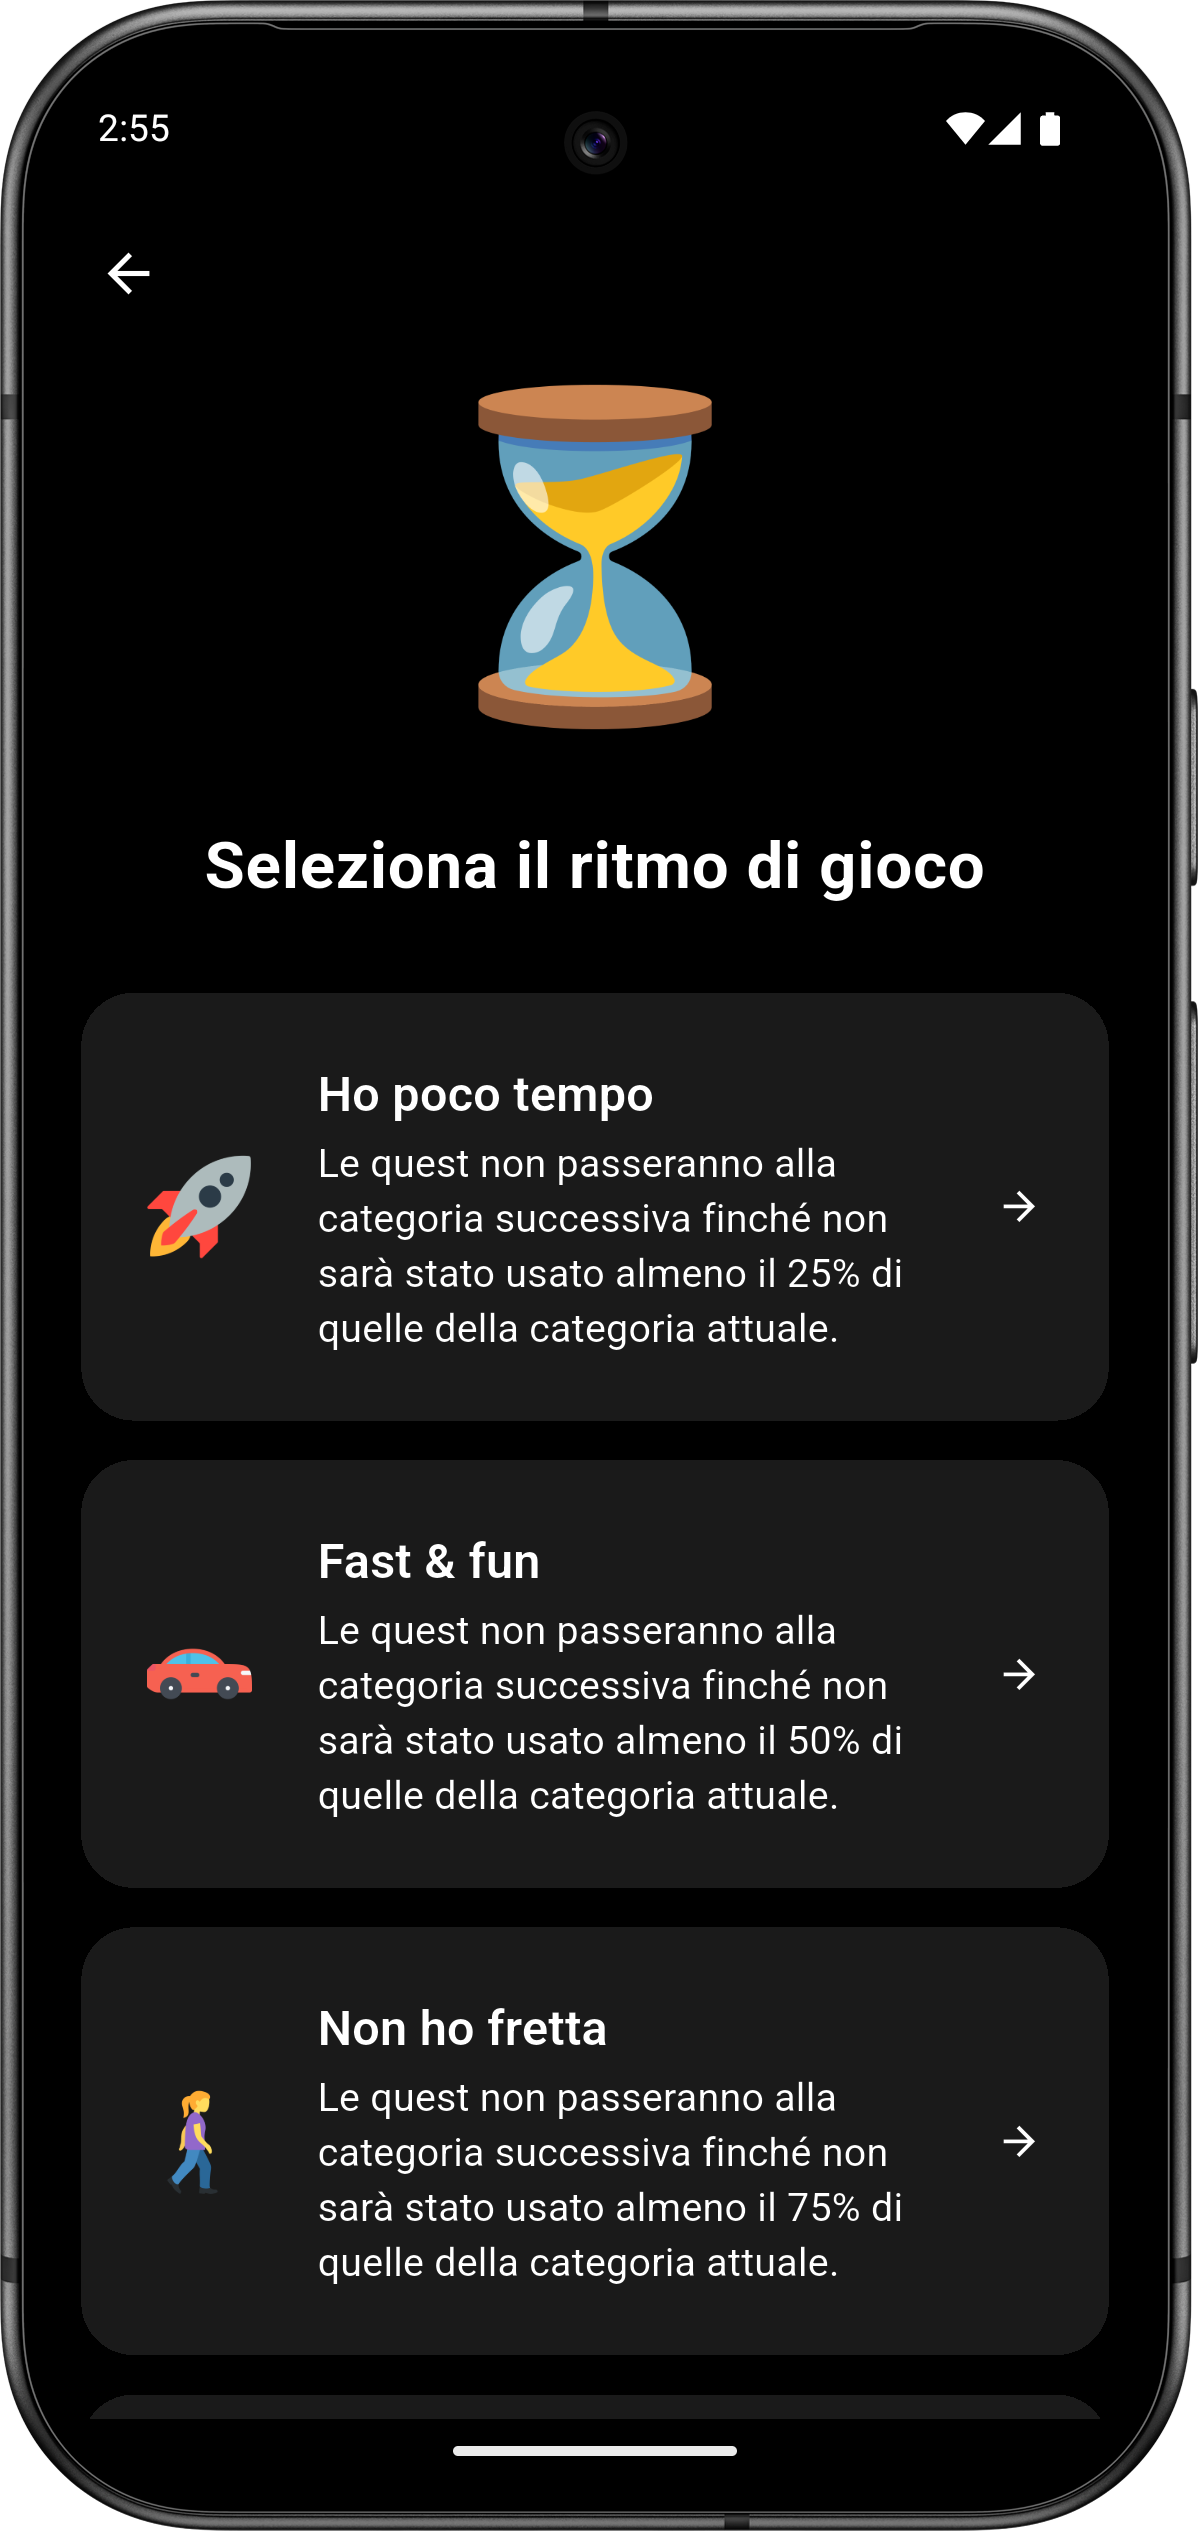 2:55
Seleziona il ritmo di gioco
Ho poco tempo
Le quest non passeranno alla
categoria successiva finché non
sarà stato usato almeno il 25% di
quelle della categoria attuale.
Fast & fun
Le quest non passeranno alla
categoria successiva finché non
sarà stato usato almeno il 50% di
quelle della categoria attuale.
Non ho fretta
Le quest non passeranno alla
categoria successiva finché non
sarà stato usato almeno il 75% di
quelle della categoria attuale.